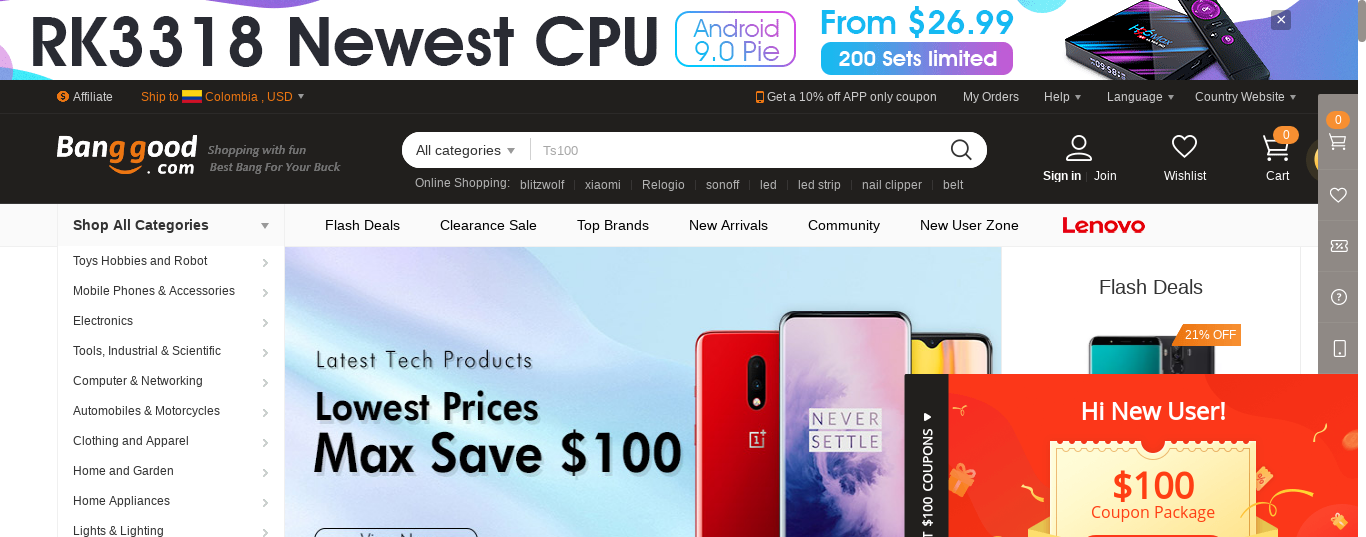 RK3318 Newest CPU
Android
9.0 Pie
From $26.99
200 Sets limited
Affiliate
Ship to Colombia , USD
Get a 10% off APP only coupon
My Orders
Help
Language
Country Website
0
Banggood
.com
Shopping with fun
Best Bang For Your Buck
All categories
Ts100
Online Shopping:
blitzwolf
xiaomi
Relogio
sonoff
led
led strip
nail clipper
belt
Sign in
Join
Wishlist
0
Cart
Shop All Categories
Flash Deals
Clearance Sale
Top Brands
New Arrivals
Community
New User Zone
Lenovo
Toys Hobbies and Robot
Mobile Phones & Accessories
Electronics
Tools, Industrial & Scientific
Computer & Networking
Automobiles & Motorcycles
Clothing and Apparel
Home and Garden
Home Appliances
Lights & Lighting
Latest Tech Products
Lowest Prices
Max Save $100
NEVER
SETTLE
Flash Deals
21% OFF
$100 COUPONS
Hi New User!
$100
Coupon Package